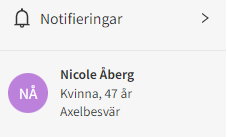 Notifieringar
NÅ
Nicole Åberg
Kvinna, 47 år
Axelbesvär